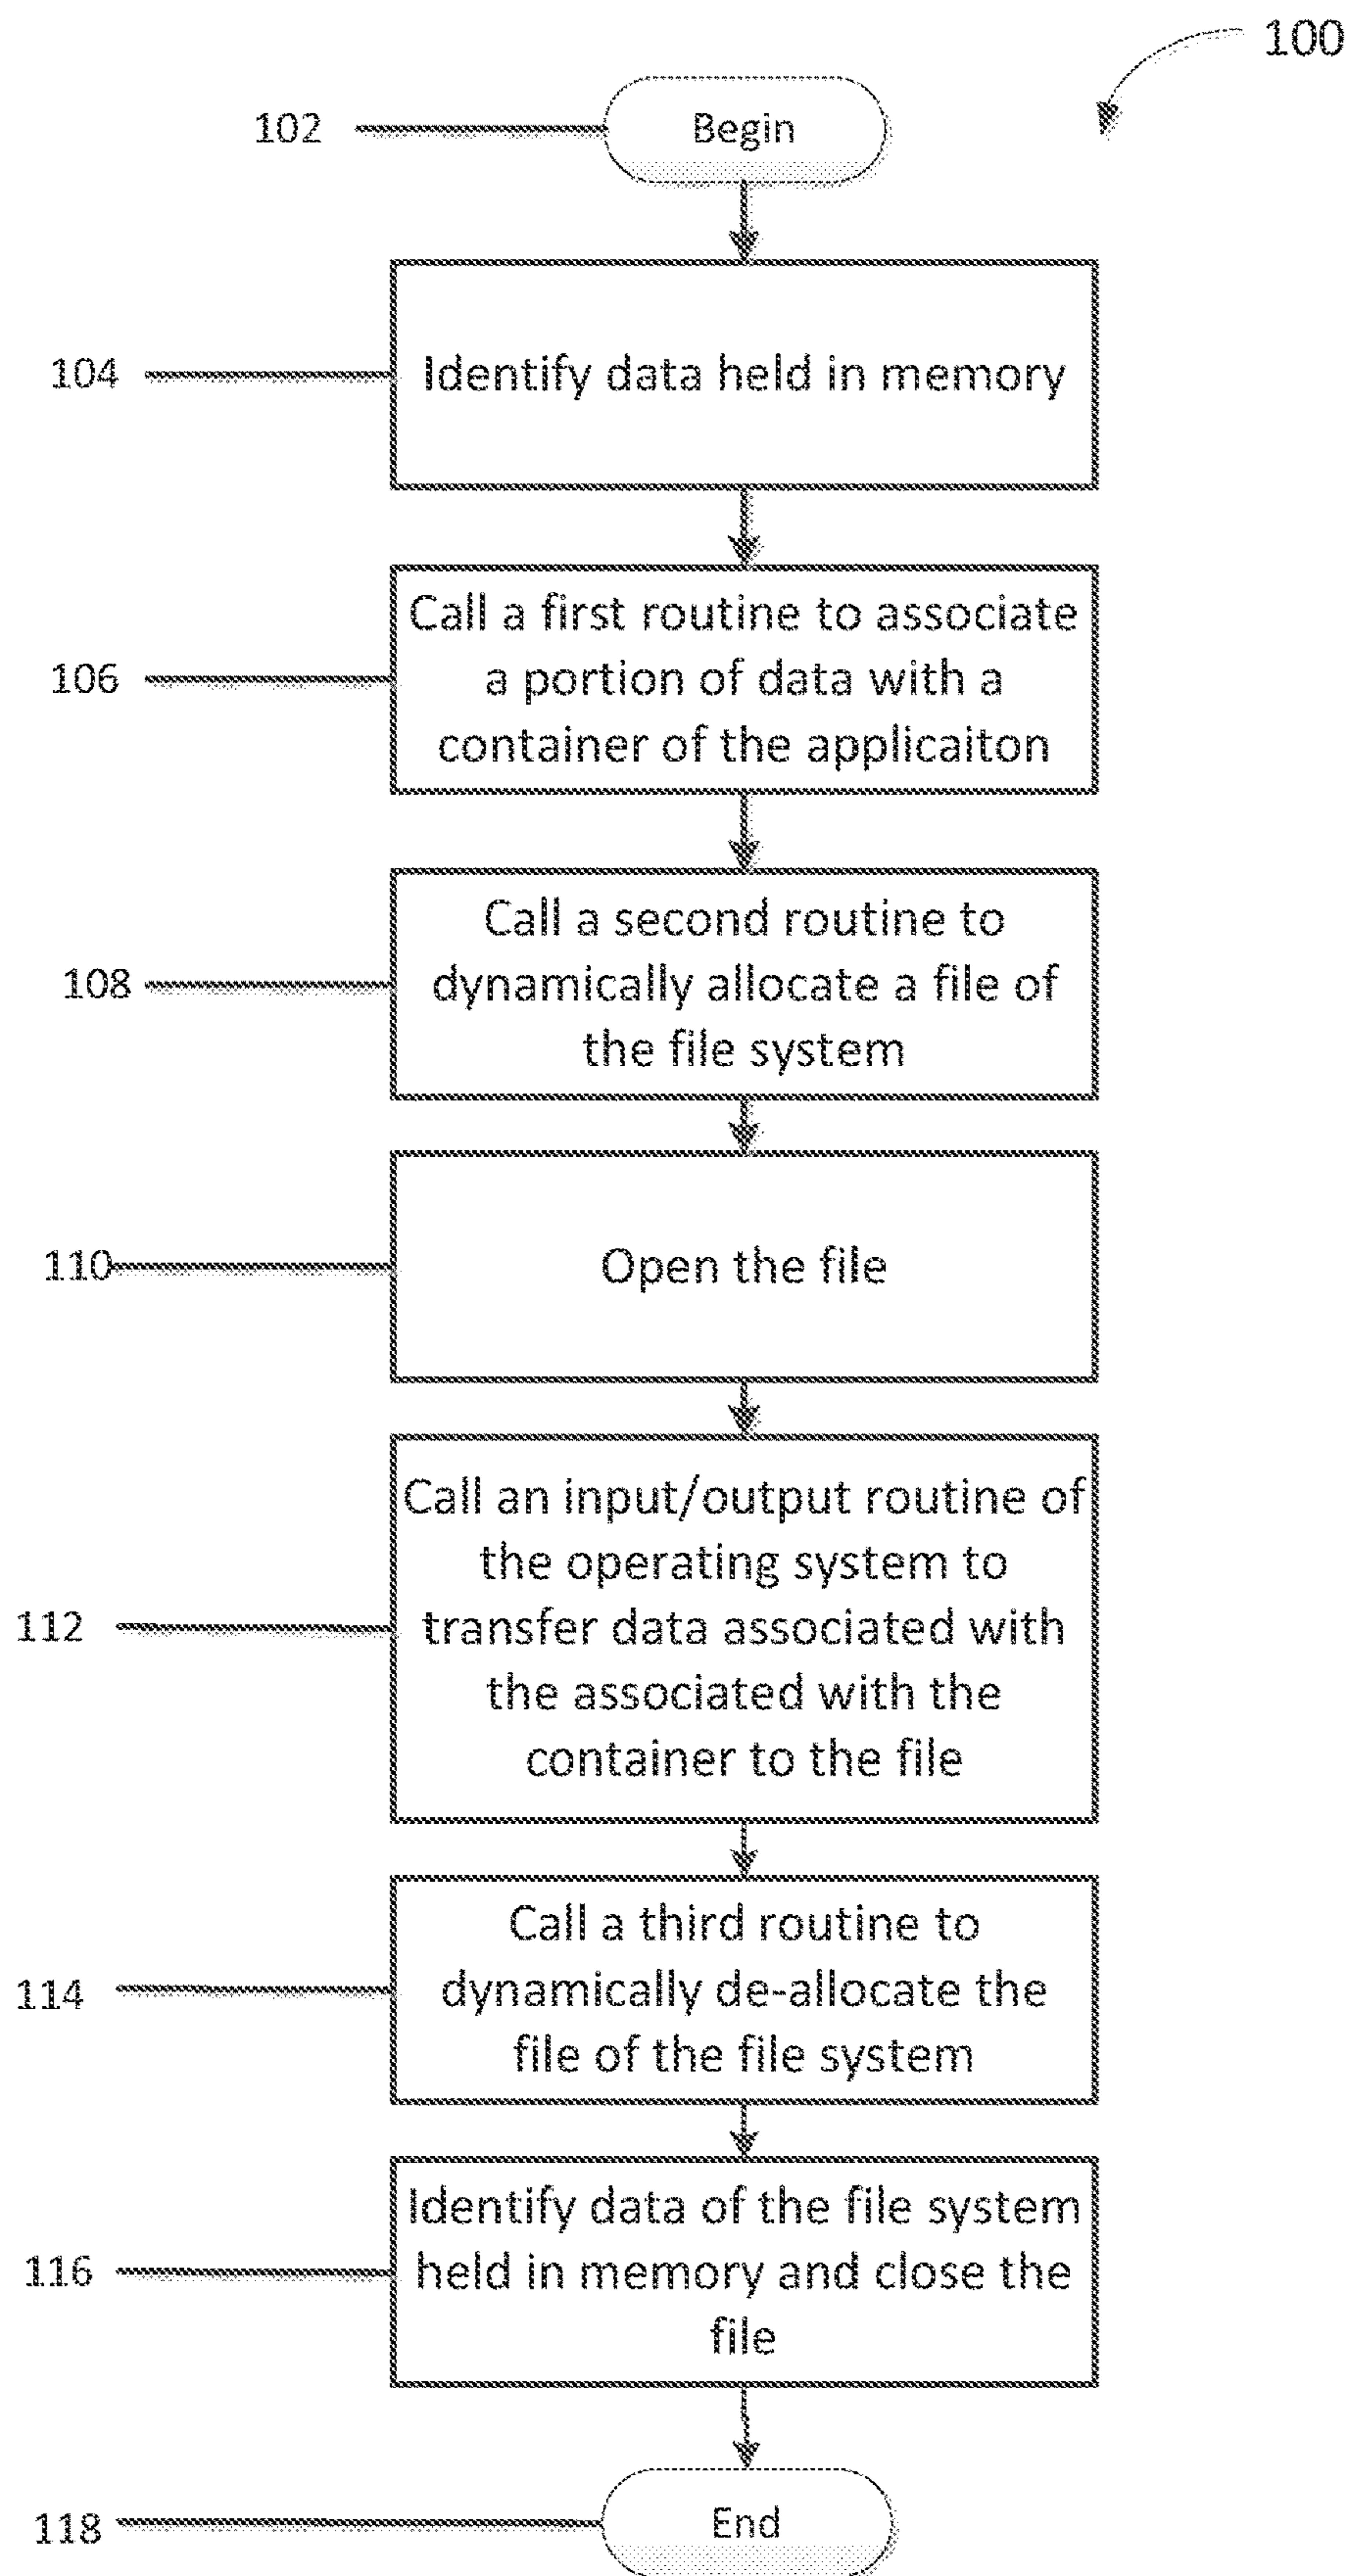 100
102
Begin
104
Identify data held in memory
106
Call a first routine to associate
a portion of data with a
container of the applicaiton
108
Call a second routine to
dynamically allocate a file of
the file system
110
Open the file
112
Call an input/output routine of
the operating system to
transfer data associated with
the associated with the
container to the file
114
Call a third routine to
dynamically de-allocate the
file of the file system
116
Identify data of the file system
held in memory and close the
file
118
End